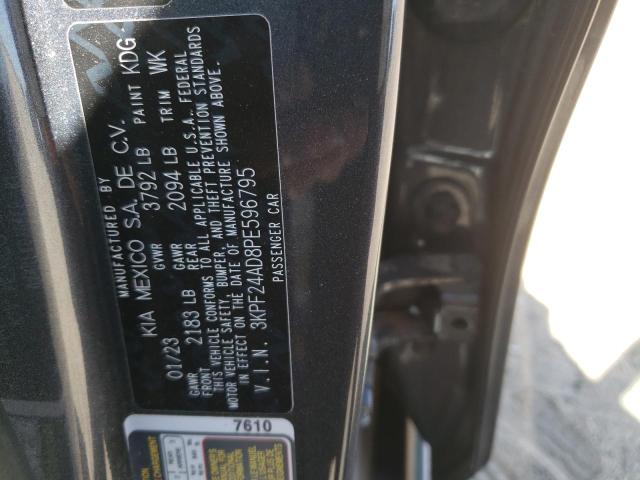 MANUFACTURED BY
KIA MEXICO S.A. DE C.V.
01/23 GVWR 3792 LB PAINT KDG
GAWR FRONT 2183 LB GAWR REAR 2094 LB TRIM WK
THIS VEHICLE CONFORMS TO ALL APPLICABLE U.S.A. FEDERAL
MOTOR VEHICLE SAFETY, BUMPER, AND THEFT PREVENTION STANDARDS
IN EFFECT ON THE DATE OF MANUFACTURE SHOWN ABOVE.
V.I.N. 3KPF24AD8PE596795
PASSENGER CAR
7610